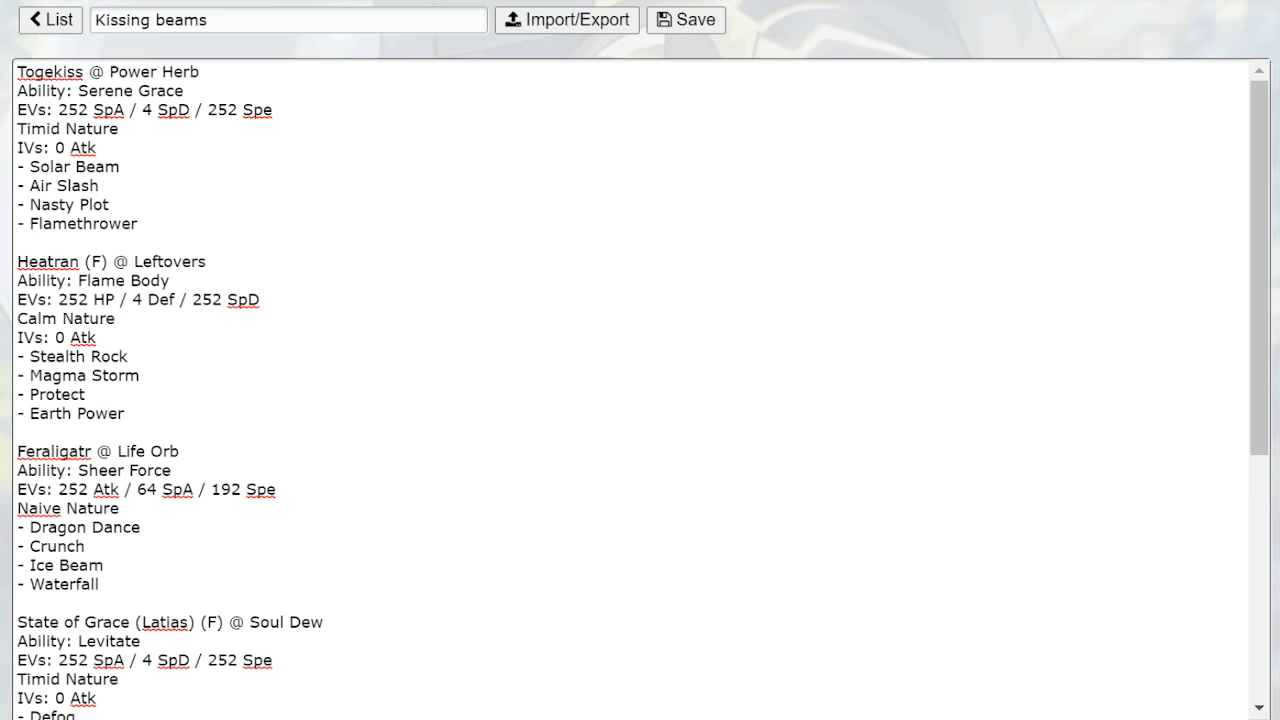 List
Kissing beams
Import/Export
Save
Togekiss @ Power Herb
Ability: Serene Grace
EVs: 252 SpA / 4 SpD / 252 Spe
Timid Nature
IVs: 0 Atk
- Solar Beam
- Air Slash
- Nasty Plot
- Flamethrower
Heatran (F) @ Leftovers
Ability: Flame Body
EVs: 252 HP / 4 Def / 252 SpD
Calm Nature
IVs: 0 Atk
- Stealth Rock
- Magma Storm
- Protect
- Earth Power
Feraligatr @ Life Orb
Ability: Sheer Force
EVs: 252 Atk / 64 SpA / 192 Spe
Naive Nature
- Dragon Dance
- Crunch
- Ice Beam
- Waterfall
State of Grace (Latias) (F) @ Soul Dew
Ability: Levitate
EVs: 252 SpA / 4 SpD / 252 Spe
Timid Nature
IVs: 0 Atk
- Defog